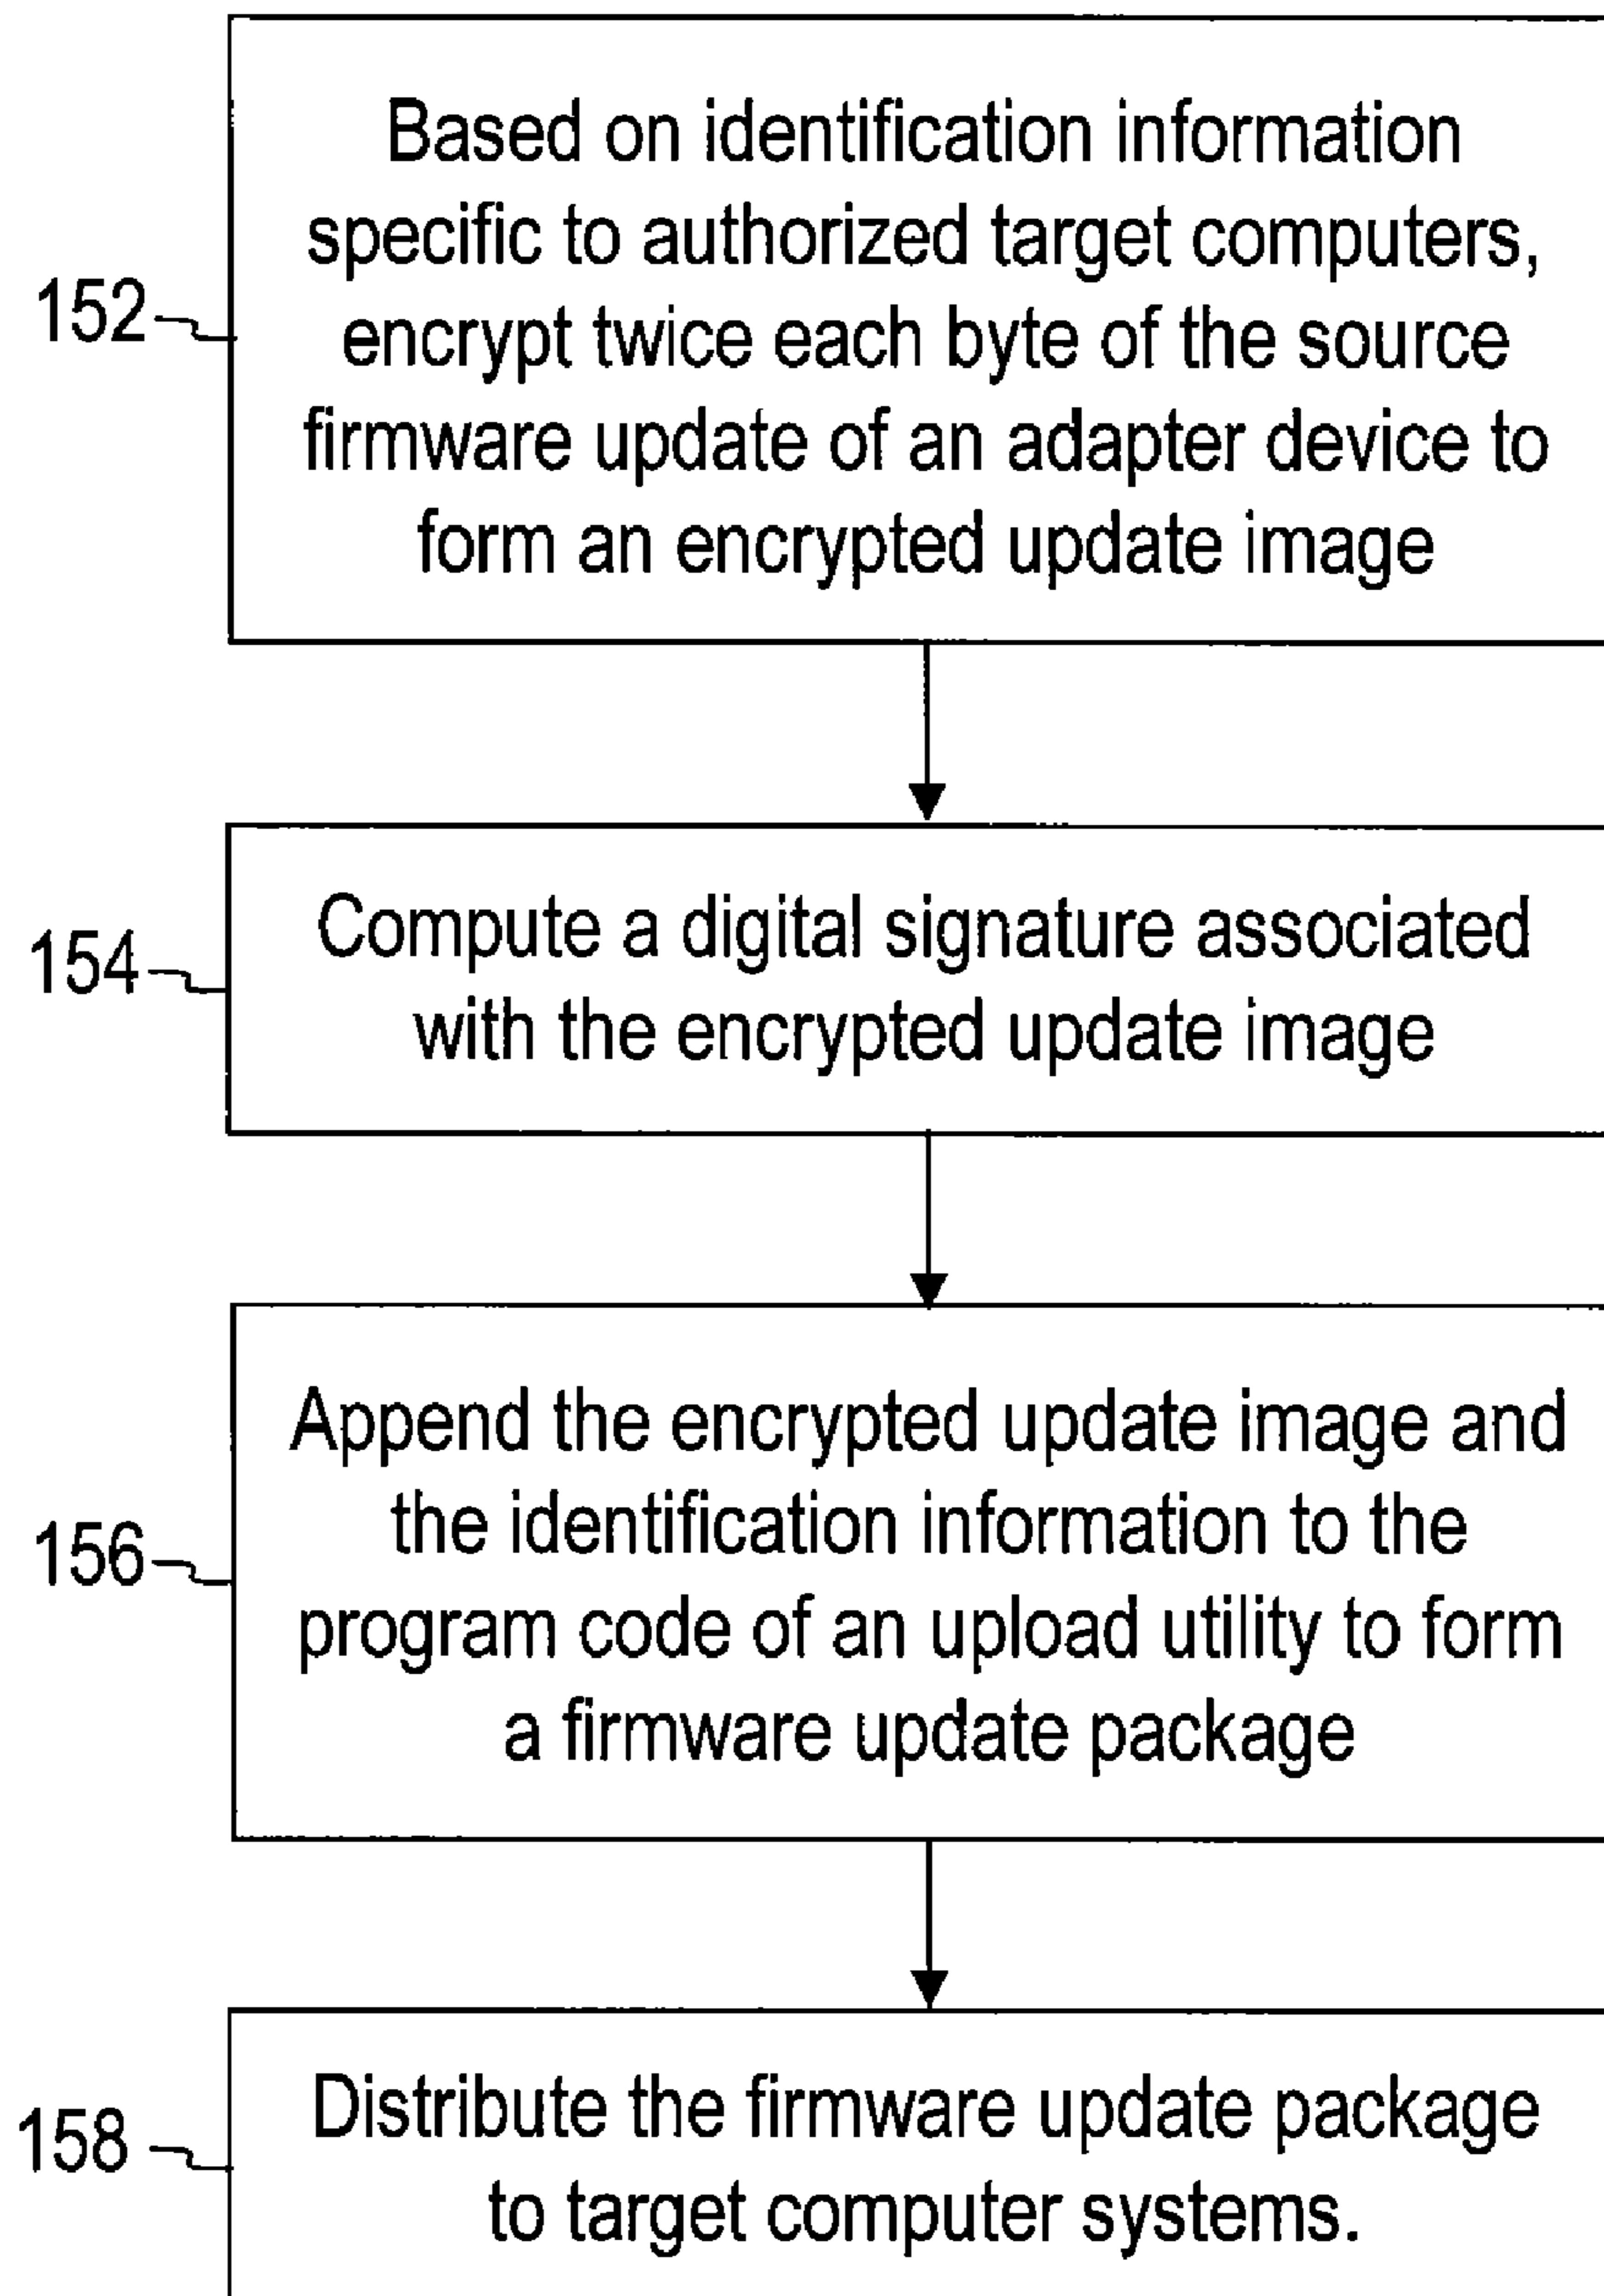 Based on identification information
specific to authorized target computers,
152
encrypt twice each byte of the source
firmware update of an adapter device to
form an encrypted update image
Compute a digital signature associated
154
with the encrypted update image
Append the encrypted update image and
the identification information to the
156
program code of an upload utility to form
a firmware update package
Distribute the firmware update package
158
to target computer systems.